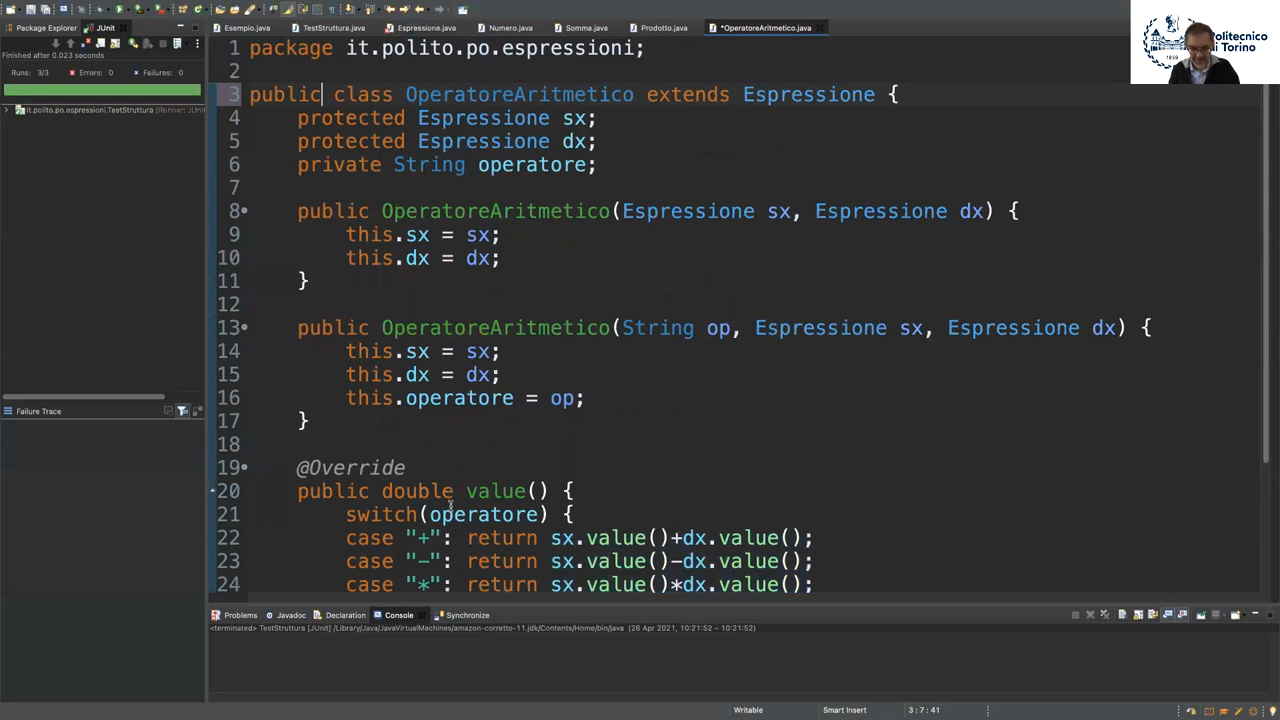 Package Explorer
JUnit
Esempio.java
TestStruttura.java
Espressione.java
Numero.java
Somma.java
Prodotto.java
*OperatoreAritmetico.java
Politecnico
di Torino
1859
Finished after 0.023 seconds
Runs: 3/3
Errors: 0
Failures: 0
it.polito.po.espressioni.TestStruttura [Runner: JUnit
Failure Trace
1 package it.polito.po.espressioni;
2
3 public class OperatoreAritmetico extends Espressione {
4 protected Espressione sx;
5 protected Espressione dx;
6 private String operatore;
7
8 public OperatoreAritmetico(Espressione sx, Espressione dx) {
9 this.sx = sx;
10 this.dx = dx;
11 }
12
13 public OperatoreAritmetico(String op, Espressione sx, Espressione dx) {
14 this.sx = sx;
15 this.dx = dx;
16 this.operatore = op;
17 }
18
19 @Override
20 public double value() {
21 switch(operatore) {
22 case "+": return sx.value()+dx.value();
23 case "-": return sx.value()-dx.value();
24 case "*": return sx.value()*dx.value();
Problems
Javadoc
Declaration
Console
Synchronize
<terminated> TestStruttura [JUnit] /Library/Java/JavaVirtualMachines/amazon-corretto-11.jdk/Contents/Home/bin/java (26 Apr 2021, 10:21:52 – 10:21:52)
Writable
Smart Insert
3 : 7 : 41